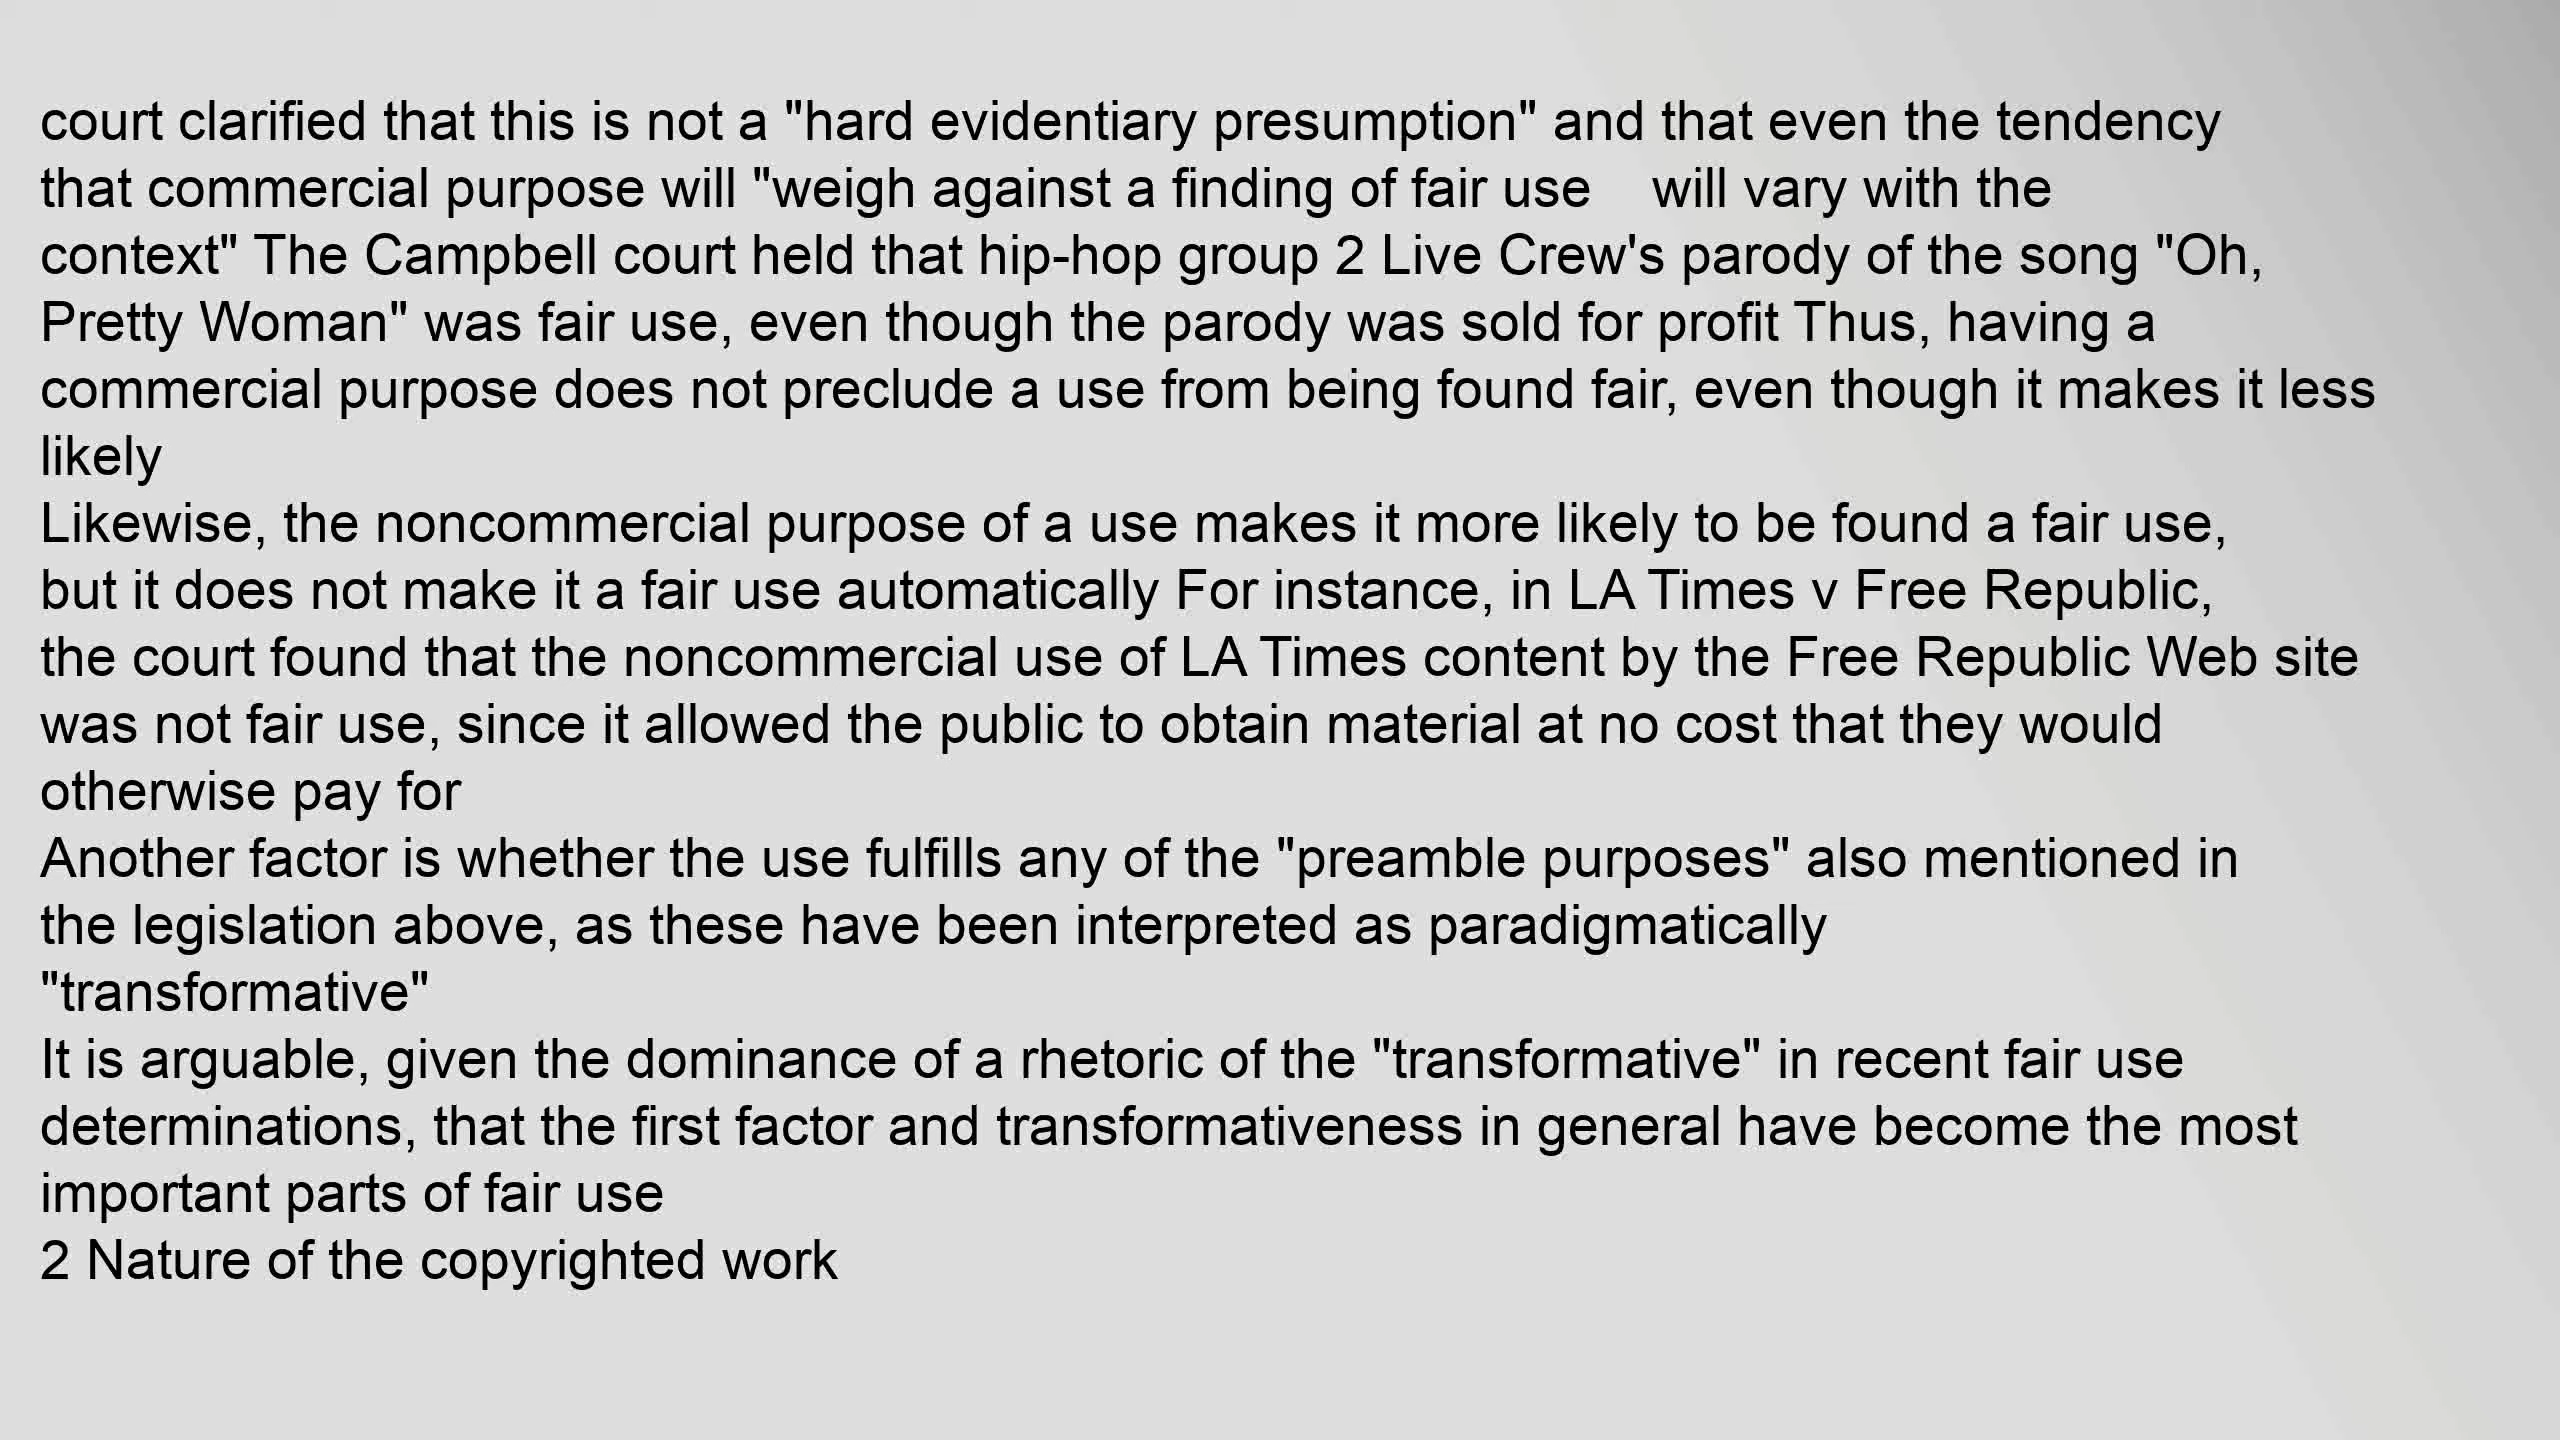 court clarified that this is not a "hard evidentiary presumption" and that even the tendency
that commercial purpose will "weigh against a finding of fair use    will vary with the
context" The Campbell court held that hip-hop group 2 Live Crew's parody of the song "Oh,
Pretty Woman" was fair use, even though the parody was sold for profit Thus, having a
commercial purpose does not preclude a use from being found fair, even though it makes it less
likely
Likewise, the noncommercial purpose of a use makes it more likely to be found a fair use,
but it does not make it a fair use automatically For instance, in LA Times v Free Republic,
the court found that the noncommercial use of LA Times content by the Free Republic Web site
was not fair use, since it allowed the public to obtain material at no cost that they would
otherwise pay for
Another factor is whether the use fulfills any of the "preamble purposes" also mentioned in
the legislation above, as these have been interpreted as paradigmatically
"transformative"
It is arguable, given the dominance of a rhetoric of the "transformative" in recent fair use
determinations, that the first factor and transformativeness in general have become the most
important parts of fair use
2 Nature of the copyrighted work